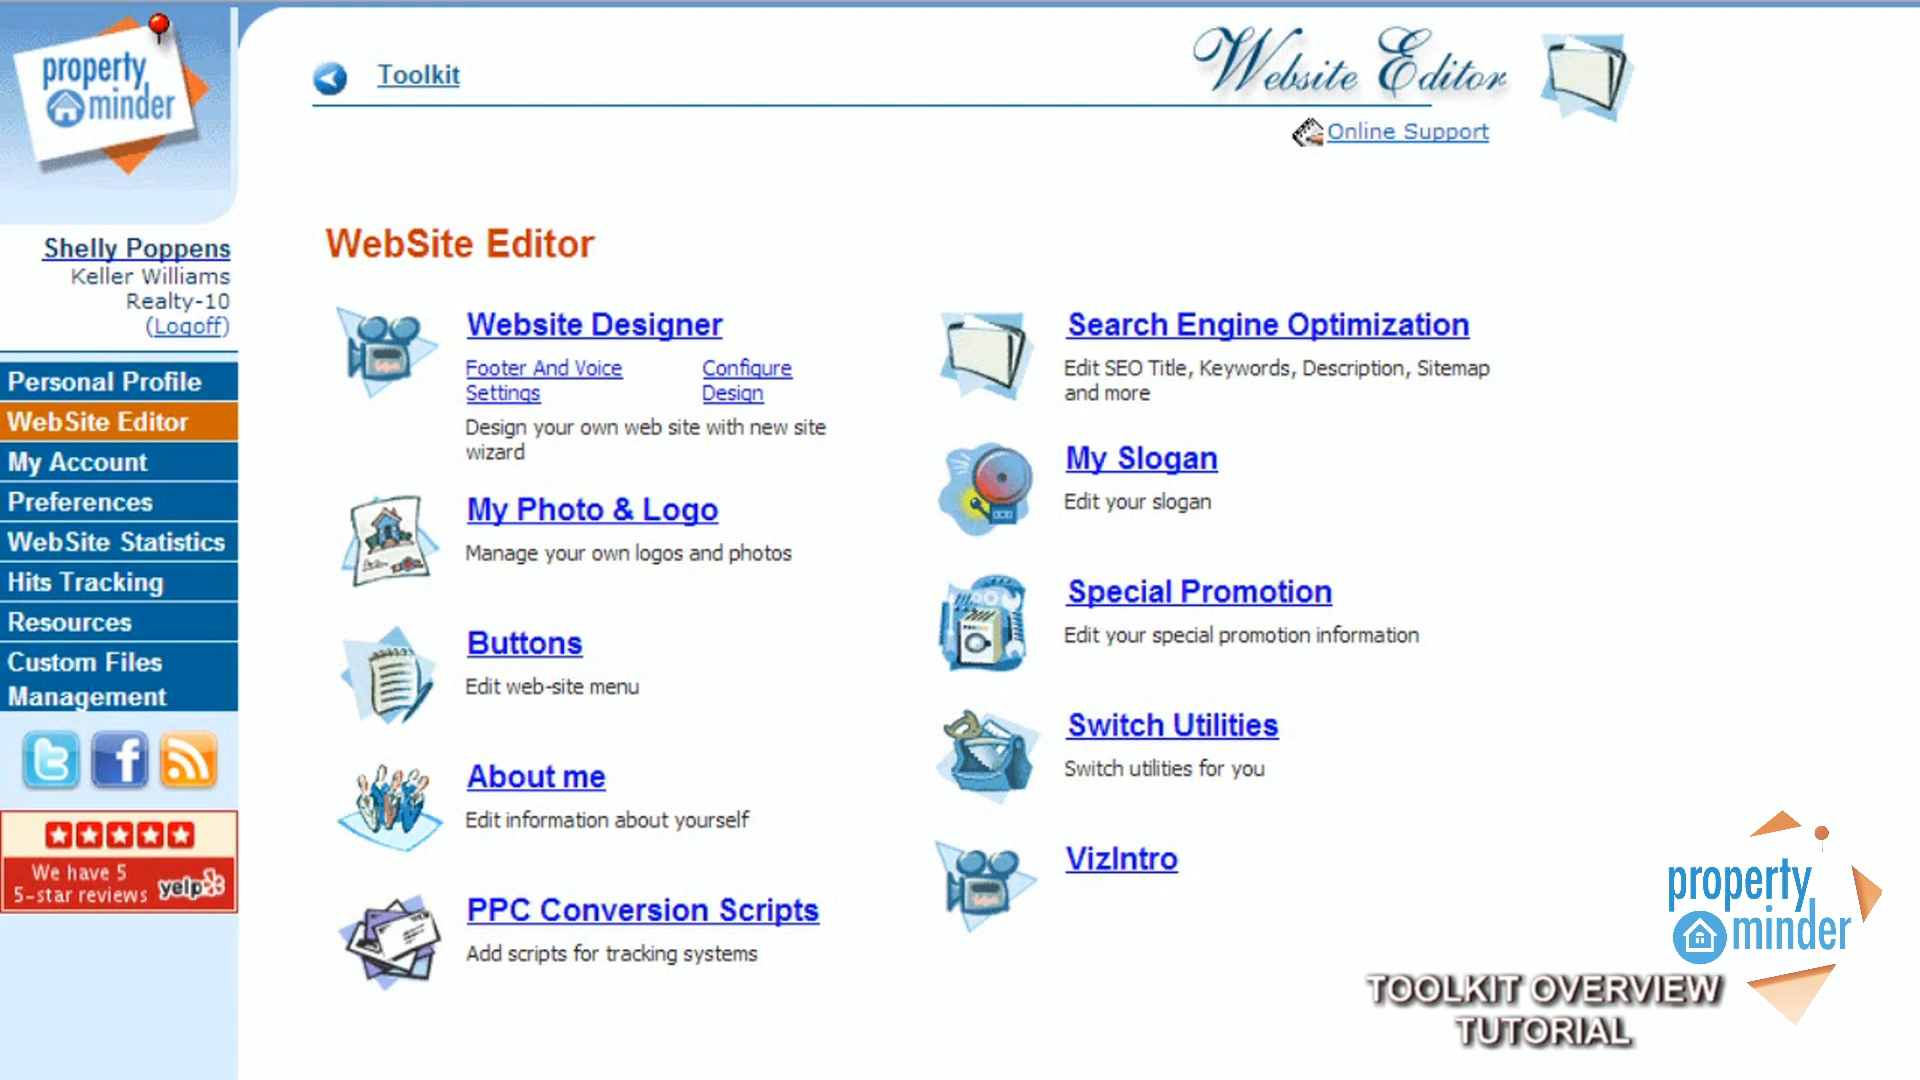 property
minder
Toolkit
Website Editor
Online Support
Shelly Poppens
Keller Williams
Realty-10
(Logoff)
Personal Profile
WebSite Editor
My Account
Preferences
WebSite Statistics
Hits Tracking
Resources
Custom Files
Management
We have 5
5-star reviews
yelp
WebSite Editor
Website Designer
Footer And Voice
Settings
Configure
Design
Design your own web site with new site
wizard
My Photo & Logo
Manage your own logos and photos
Buttons
Edit web-site menu
About me
Edit information about yourself
PPC Conversion Scripts
Add scripts for tracking systems
Search Engine Optimization
Edit SEO Title, Keywords, Description, Sitemap
and more
My Slogan
Edit your slogan
Special Promotion
Edit your special promotion information
Switch Utilities
Switch utilities for you
VizIntro
property
minder
TOOLKIT OVERVIEW
TUTORIAL